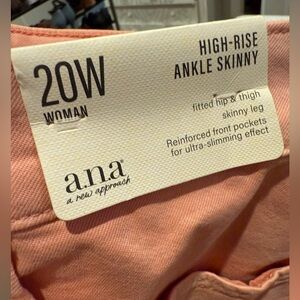 20W
WOMAN
HIGH-RISE
ANKLE SKINNY
fitted hip & thigh
skinny leg
Reinforced front pockets
for ultra-slimming effect
a.n.a®
a new approach